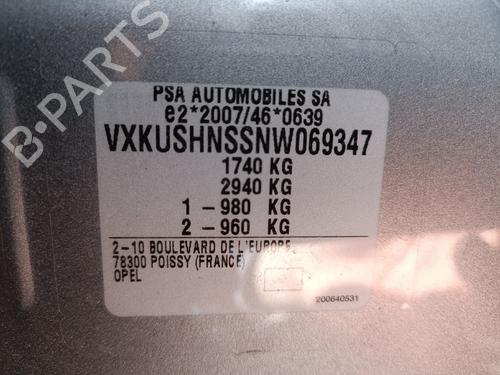 PSA AUTOMOBILES SA
e2*2007/46*0639
VXKUSHNSSNW069347
1740 KG
2940 KG
1 -980 KG
2 -960 KG
2-10 BOULEVARD DE L'EUROPE
78300 POISSY (FRANCE)
OPEL
200640531